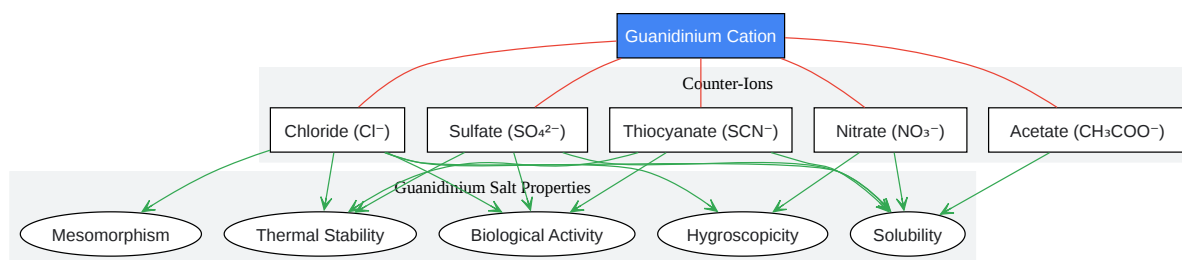 Guanidinium Cation
Counter-Ions
Chloride (Cl⁻)
Sulfate (SO₄²⁻)
Thiocyanate (SCN⁻)
Nitrate (NO₃⁻)
Acetate (CH₃COO⁻)
Guanidinium Salt Properties
Mesomorphism
Thermal Stability
Biological Activity
Hygroscopicity
Solubility